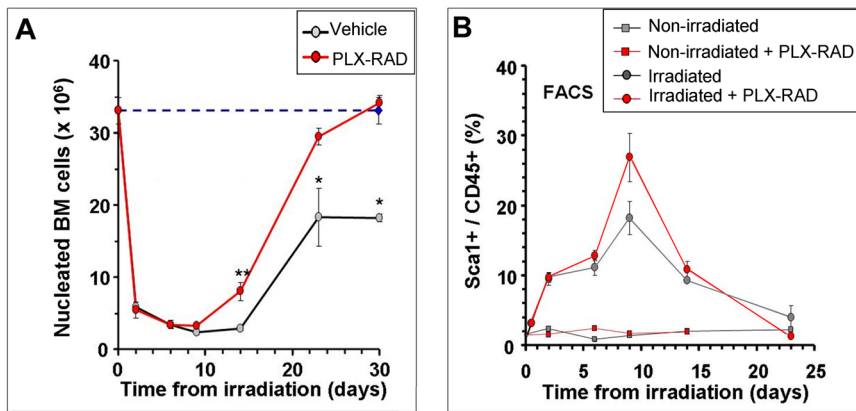 A
Vehicle
PLX-RAD
Nucleated BM cells (x 10⁶)
40
30
20
10
0
**
*
*
0
10
20
30
Time from irradiation (days)
B
Non-irradiated
Non-irradiated + PLX-RAD
Irradiated
Irradiated + PLX-RAD
FACS
Sca1+ / CD45+ (%)
40
30
20
10
0
0
5
10
15
20
25
Time from irradiation (days)